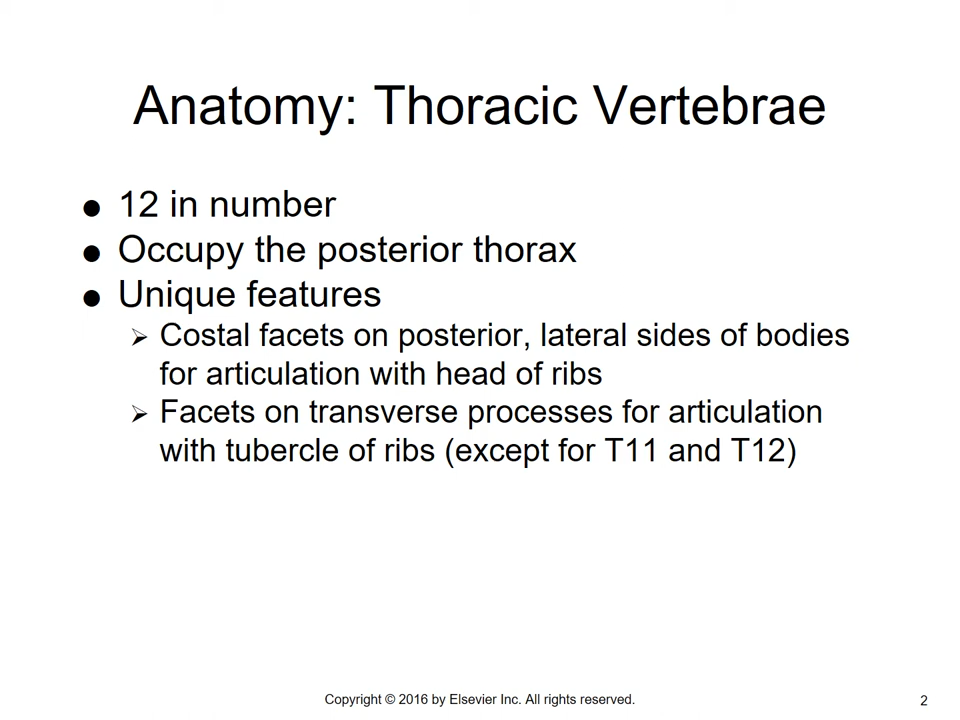 Anatomy: Thoracic Vertebrae
● 12 in number
● Occupy the posterior thorax
● Unique features
➢ Costal facets on posterior, lateral sides of bodies
for articulation with head of ribs
➢ Facets on transverse processes for articulation
with tubercle of ribs (except for T11 and T12)
Copyright © 2016 by Elsevier Inc. All rights reserved.
2